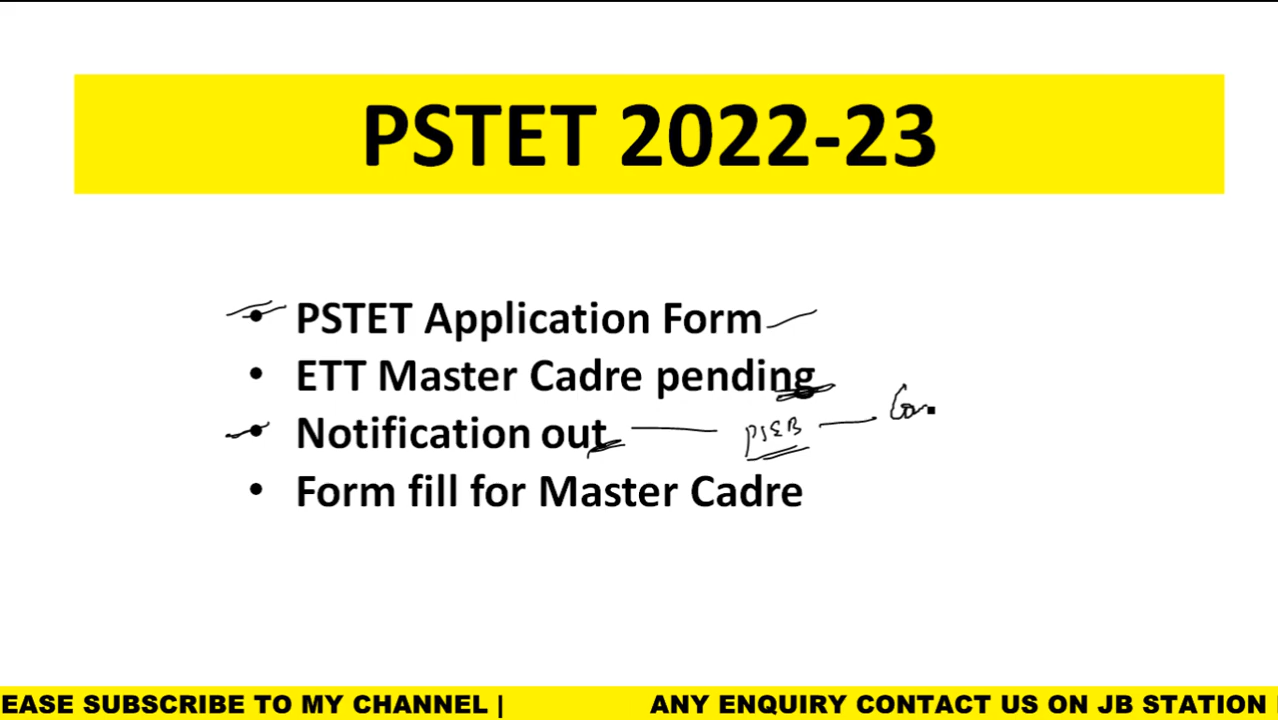 PSTET 2022-23
• PSTET Application Form
• ETT Master Cadre pending
• Notification out — PSEB —
• Form fill for Master Cadre
EASE SUBSCRIBE TO MY CHANNEL | ANY ENQUIRY CONTACT US ON JB STATION